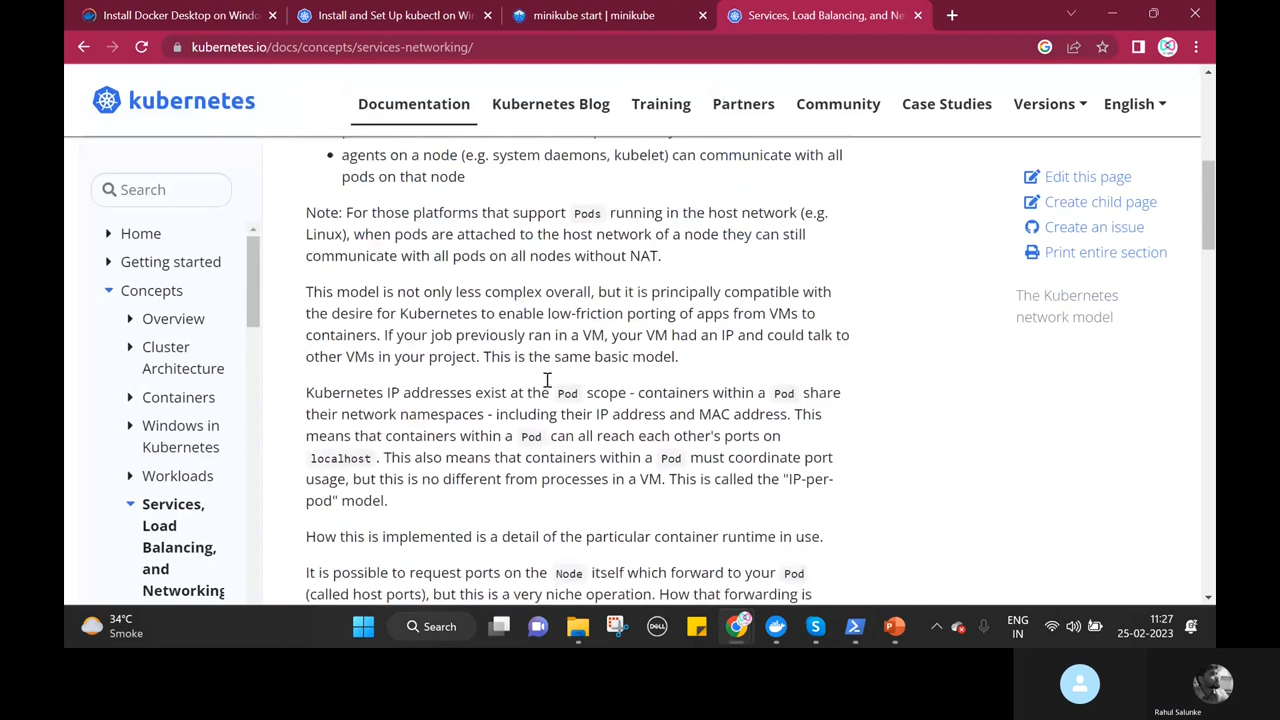 Install Docker Desktop on Windo
Install and Set Up kubectl on Win
minikube start | minikube
Services, Load Balancing, and Ne
kubernetes.io/docs/concepts/services-networking/
kubernetes
Documentation
Kubernetes Blog
Training
Partners
Community
Case Studies
Versions
English
Search
Home
Getting started
Concepts
Overview
Cluster
Architecture
Containers
Windows in
Kubernetes
Workloads
Services,
Load
Balancing,
and
Networking
agents on a node (e.g. system daemons, kubelet) can communicate with all
pods on that node
Note: For those platforms that support Pods running in the host network (e.g.
Linux), when pods are attached to the host network of a node they can still
communicate with all pods on all nodes without NAT.
This model is not only less complex overall, but it is principally compatible with
the desire for Kubernetes to enable low-friction porting of apps from VMs to
containers. If your job previously ran in a VM, your VM had an IP and could talk to
other VMs in your project. This is the same basic model.
Kubernetes IP addresses exist at the Pod scope - containers within a Pod share
their network namespaces - including their IP address and MAC address. This
means that containers within a Pod can all reach each other's ports on
localhost. This also means that containers within a Pod must coordinate port
usage, but this is no different from processes in a VM. This is called the "IP-per-
pod" model.
How this is implemented is a detail of the particular container runtime in use.
It is possible to request ports on the Node itself which forward to your Pod
(called host ports), but this is a very niche operation. How that forwarding is
Edit this page
Create child page
Create an issue
Print entire section
The Kubernetes
network model
34°C
Smoke
Search
DELL
ENG
IN
11:27
25-02-2023
Rahul Salunke